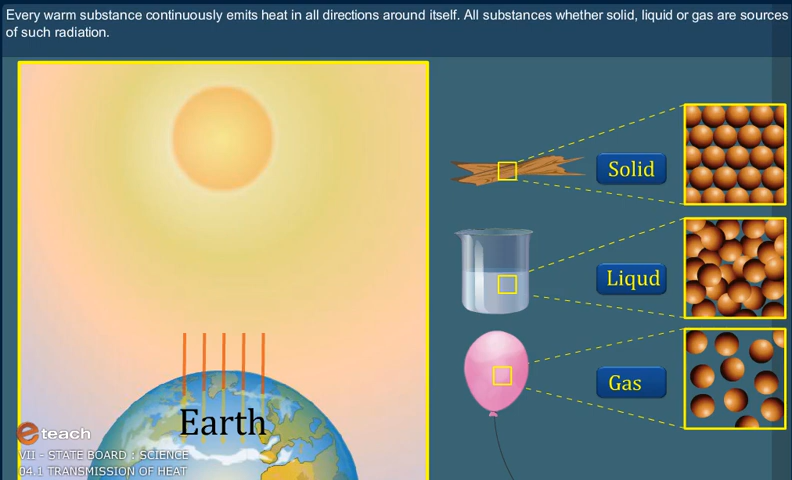 Every warm substance continuously emits heat in all directions around itself. All substances whether solid, liquid or gas are sources
of such radiation.
Solid
Liqud
Gas
Earth
eteach
VII - STATE BOARD : SCIENCE
04.1 TRANSMISSION OF HEAT